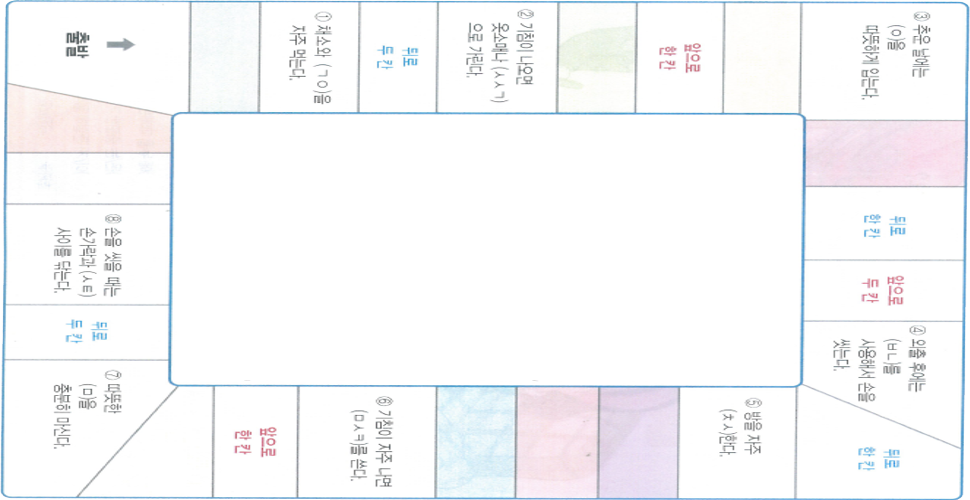 출발
① 채소와 (ㄱㅇ)을
자주 먹는다.
뒤로
두 칸
② 기침이 나오면
옷소매나 (ㅅㅅㄱ)
으로 가린다.
앞으로
한 칸
③ 추운 날에는
(ㅇ)을
따뜻하게 입는다.
뒤로
한 칸
앞으로
두 칸
④ 외출 후에는
(ㅂㄴ)를
사용해서 손을
씻는다.
뒤로
한 칸
⑤ 방을 자주
(ㅊㅅ)한다.
⑥ 기침이 자주 나면
(ㅁㅅㅋ)를 쓴다.
앞으로
한 칸
⑦ 따뜻한
(ㅁ)을
충분히 마신다.
뒤로
두 칸
⑧ 손을 씻을 때는
손가락과 (ㅅㅌ)
사이를 닦는다.